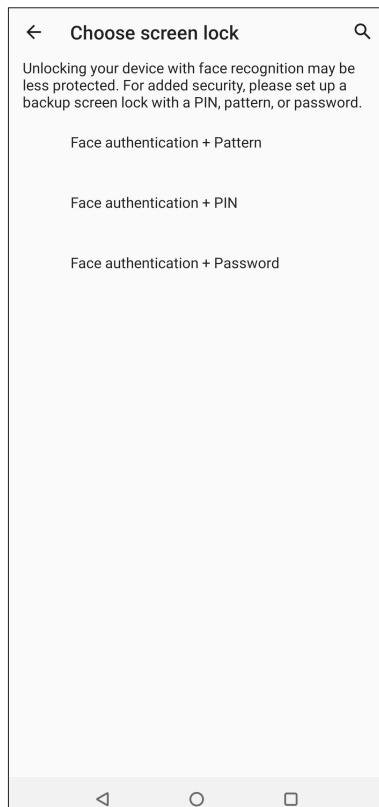 Choose screen lock
Unlocking your device with face recognition may be
less protected. For added security, please set up a
backup screen lock with a PIN, pattern, or password.
Face authentication + Pattern
Face authentication + PIN
Face authentication + Password